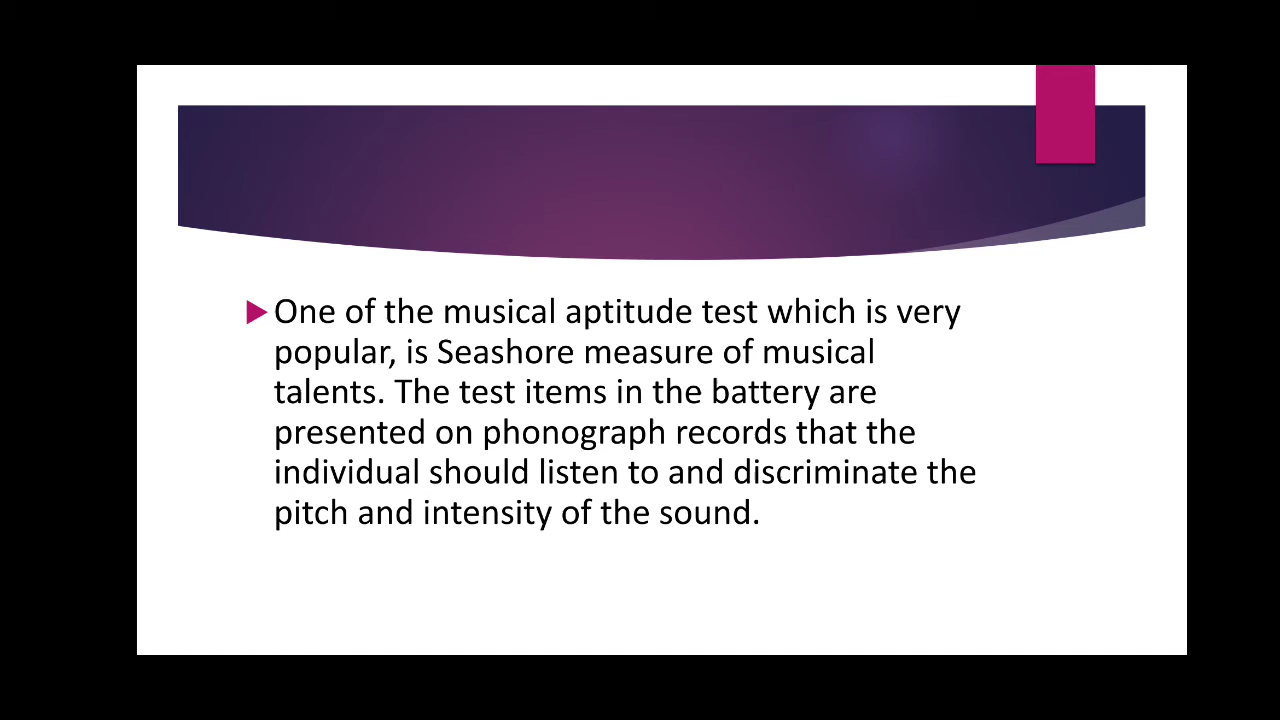 One of the musical aptitude test which is very
popular, is Seashore measure of musical
talents. The test items in the battery are
presented on phonograph records that the
individual should listen to and discriminate the
pitch and intensity of the sound.